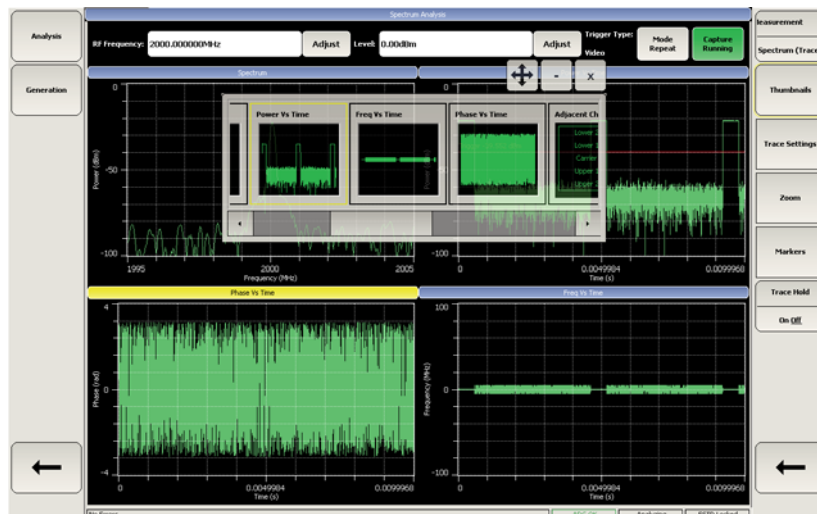 Spectrum Analysis
Analysis
Generation
RF Frequency:
2000.000000MHz
Adjust
Level:
0.00dBm
Adjust
Trigger Type:
Video
Mode
Repeat
Capture
Running
Spectrum
0
-50
-100
Power (dBm)
1995
2000
2005
Frequency (MHz)
Power Vs Time
Freq Vs Time
Phase Vs Time
Adjacent Ch
Lower
Lower
Carrier
Upper
Upper
-
x
0
-100
0
0.0049984
0.0099968
Time (s)
Phase Vs Time
4
0
-4
Phase (rad)
0
0.0049984
0.0099968
Time (s)
Freq Vs Time
100
0
-100
Frequency (MHz)
0
0.0049984
0.0099968
Time (s)
easurement
Spectrum (Trace
Thumbnails
Trace Settings
Zoom
Markers
Trace Hold
On Off